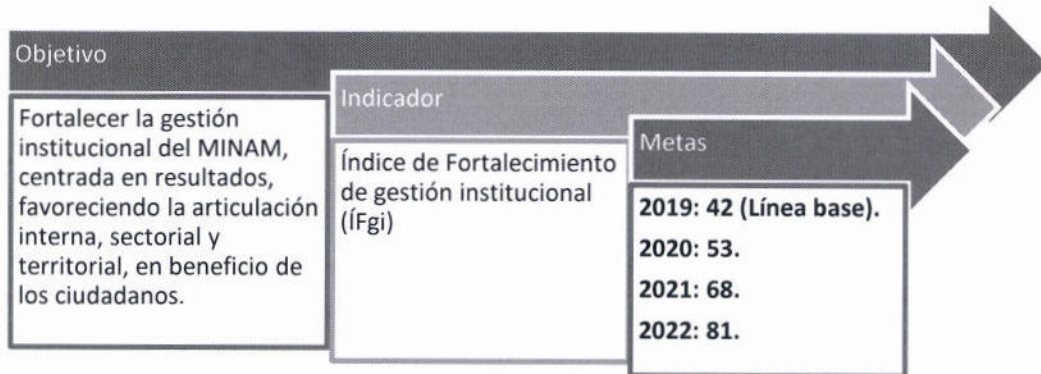 Objetivo
Fortalecer la gestión
institucional del MINAM,
centrada en resultados,
favoreciendo la articulación
interna, sectorial y
territorial, en beneficio de
los ciudadanos.
Indicador
Índice de Fortalecimiento
de gestión institucional
(ÍFgi)
Metas
2019: 42 (Línea base).
2020: 53.
2021: 68.
2022: 81.